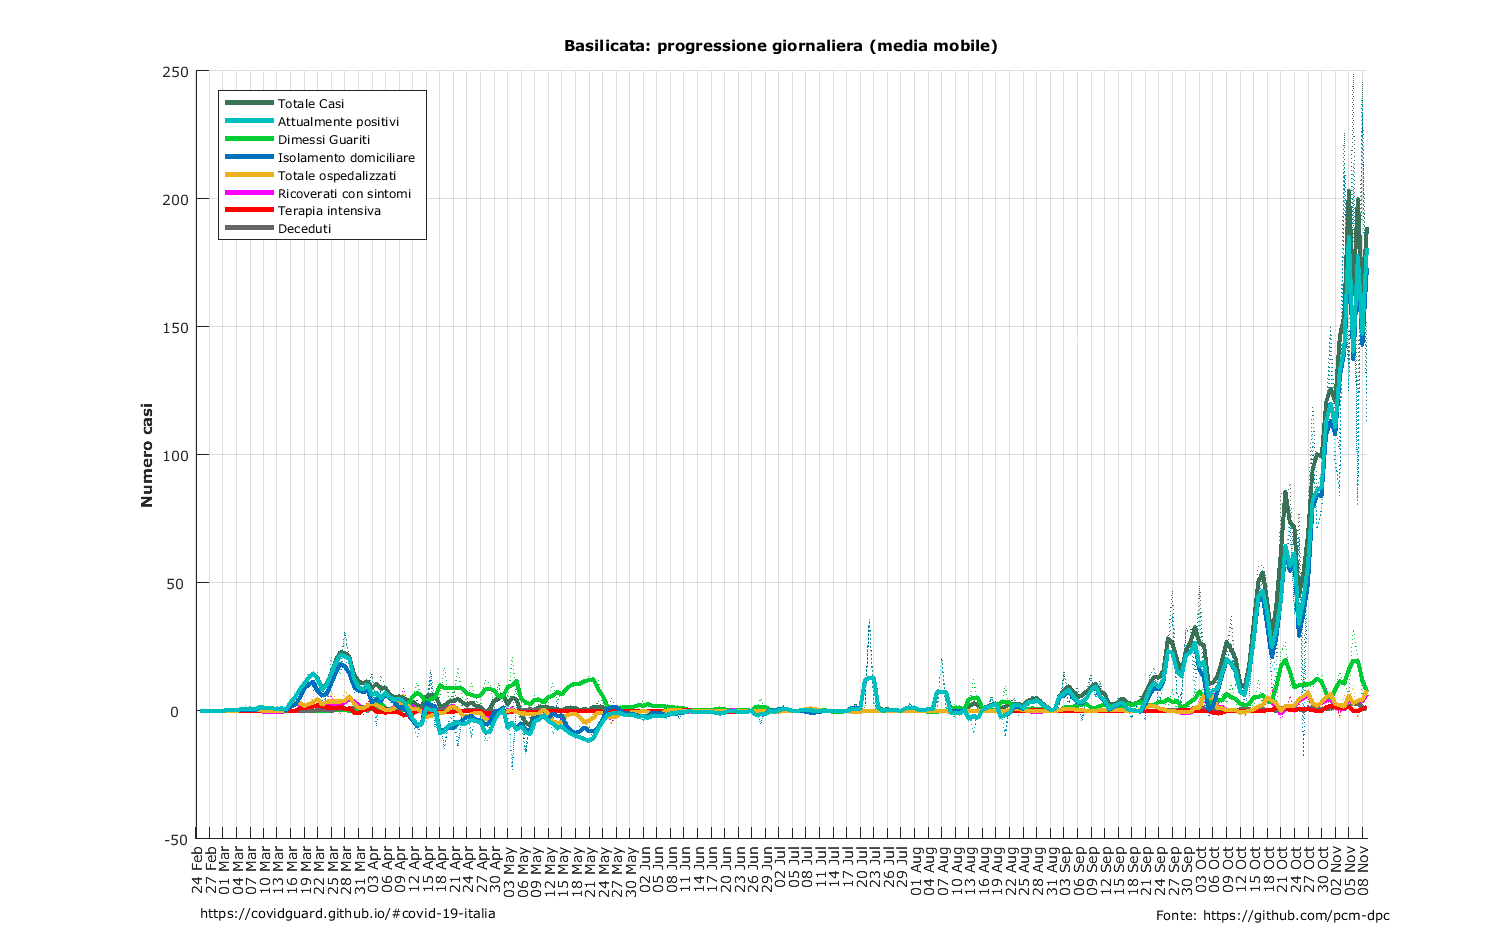 Basilicata: progressione giornaliera (media mobile)
250
200
150
100
50
0
-50
Numero casi
Totale Casi
Attualmente positivi
Dimessi Guariti
Isolamento domiciliare
Totale ospedalizzati
Ricoverati con sintomi
Terapia intensiva
Deceduti
24 Feb
27 Feb
01 Mar
04 Mar
07 Mar
10 Mar
13 Mar
16 Mar
19 Mar
22 Mar
25 Mar
28 Mar
31 Mar
03 Apr
06 Apr
09 Apr
12 Apr
15 Apr
18 Apr
21 Apr
24 Apr
27 Apr
30 Apr
03 May
06 May
09 May
12 May
15 May
18 May
21 May
24 May
27 May
30 May
02 Jun
05 Jun
08 Jun
11 Jun
14 Jun
17 Jun
20 Jun
23 Jun
26 Jun
29 Jun
02 Jul
05 Jul
08 Jul
11 Jul
14 Jul
17 Jul
20 Jul
23 Jul
26 Jul
29 Jul
01 Aug
04 Aug
07 Aug
10 Aug
13 Aug
16 Aug
19 Aug
22 Aug
25 Aug
28 Aug
31 Aug
03 Sep
06 Sep
09 Sep
12 Sep
15 Sep
18 Sep
21 Sep
24 Sep
27 Sep
30 Sep
03 Oct
06 Oct
09 Oct
12 Oct
15 Oct
18 Oct
21 Oct
24 Oct
27 Oct
30 Oct
02 Nov
05 Nov
08 Nov
https://covidguard.github.io/#covid-19-italia
Fonte: https://github.com/pcm-dpc